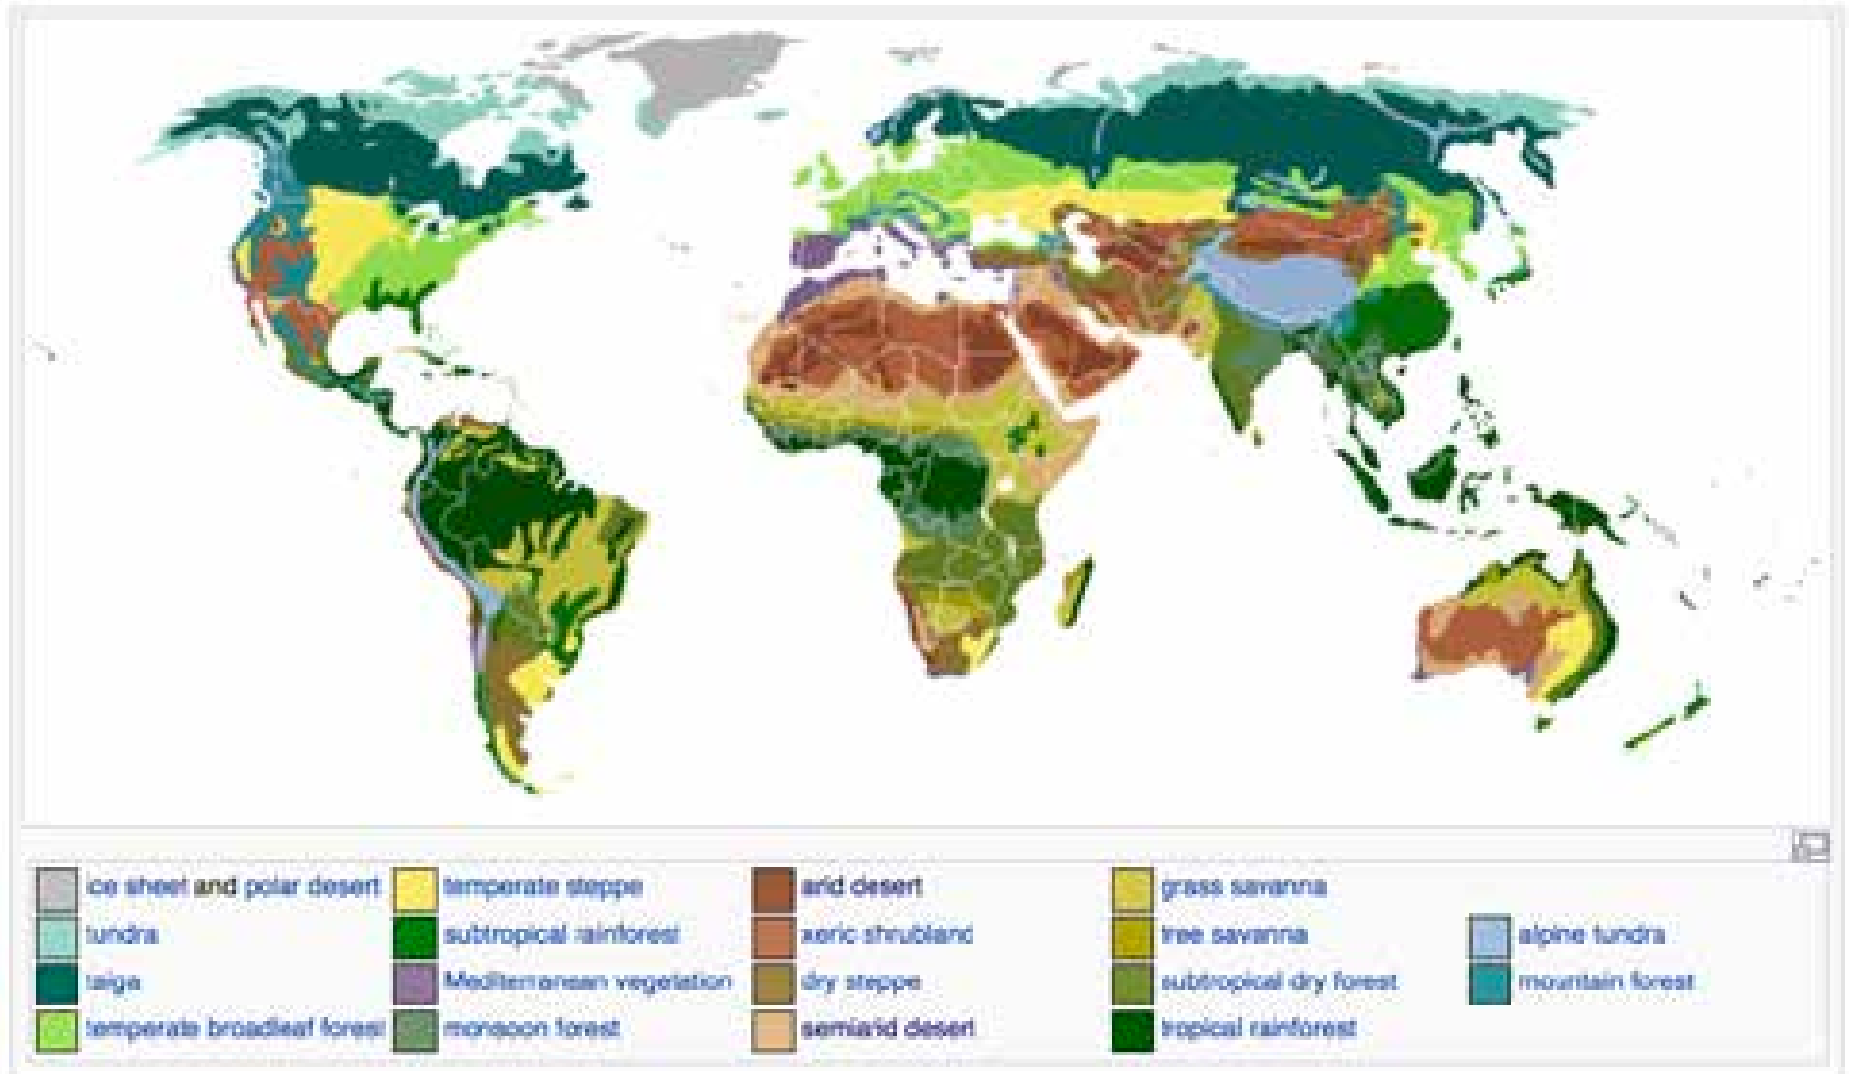 ice sheet and polar desert
tundra
taiga
temperate broadleaf forest
temperate steppe
subtropical rainforest
Mediterranean vegetation
monsoon forest
arid desert
xeric shrubland
dry steppe
semiarid desert
grass savanna
tree savanna
subtropical dry forest
tropical rainforest
alpine tundra
mountain forest